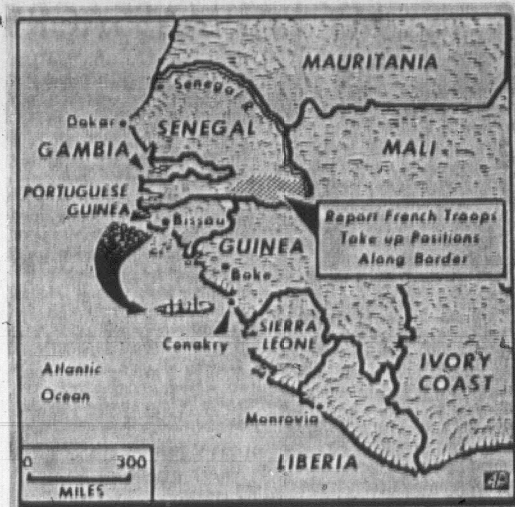 MAURITANIA
Senegal R.
Dakar
SENEGAL
GAMBIA
MALI
PORTUGUESE
GUINEA
Bissau
Report French Troops
Take up Positions
Along Border
GUINEA
Boke
Conakry
SIERRA
LEONE
IVORY
COAST
Atlantic
Ocean
Monrovia
LIBERIA
0 300
MILES
AP